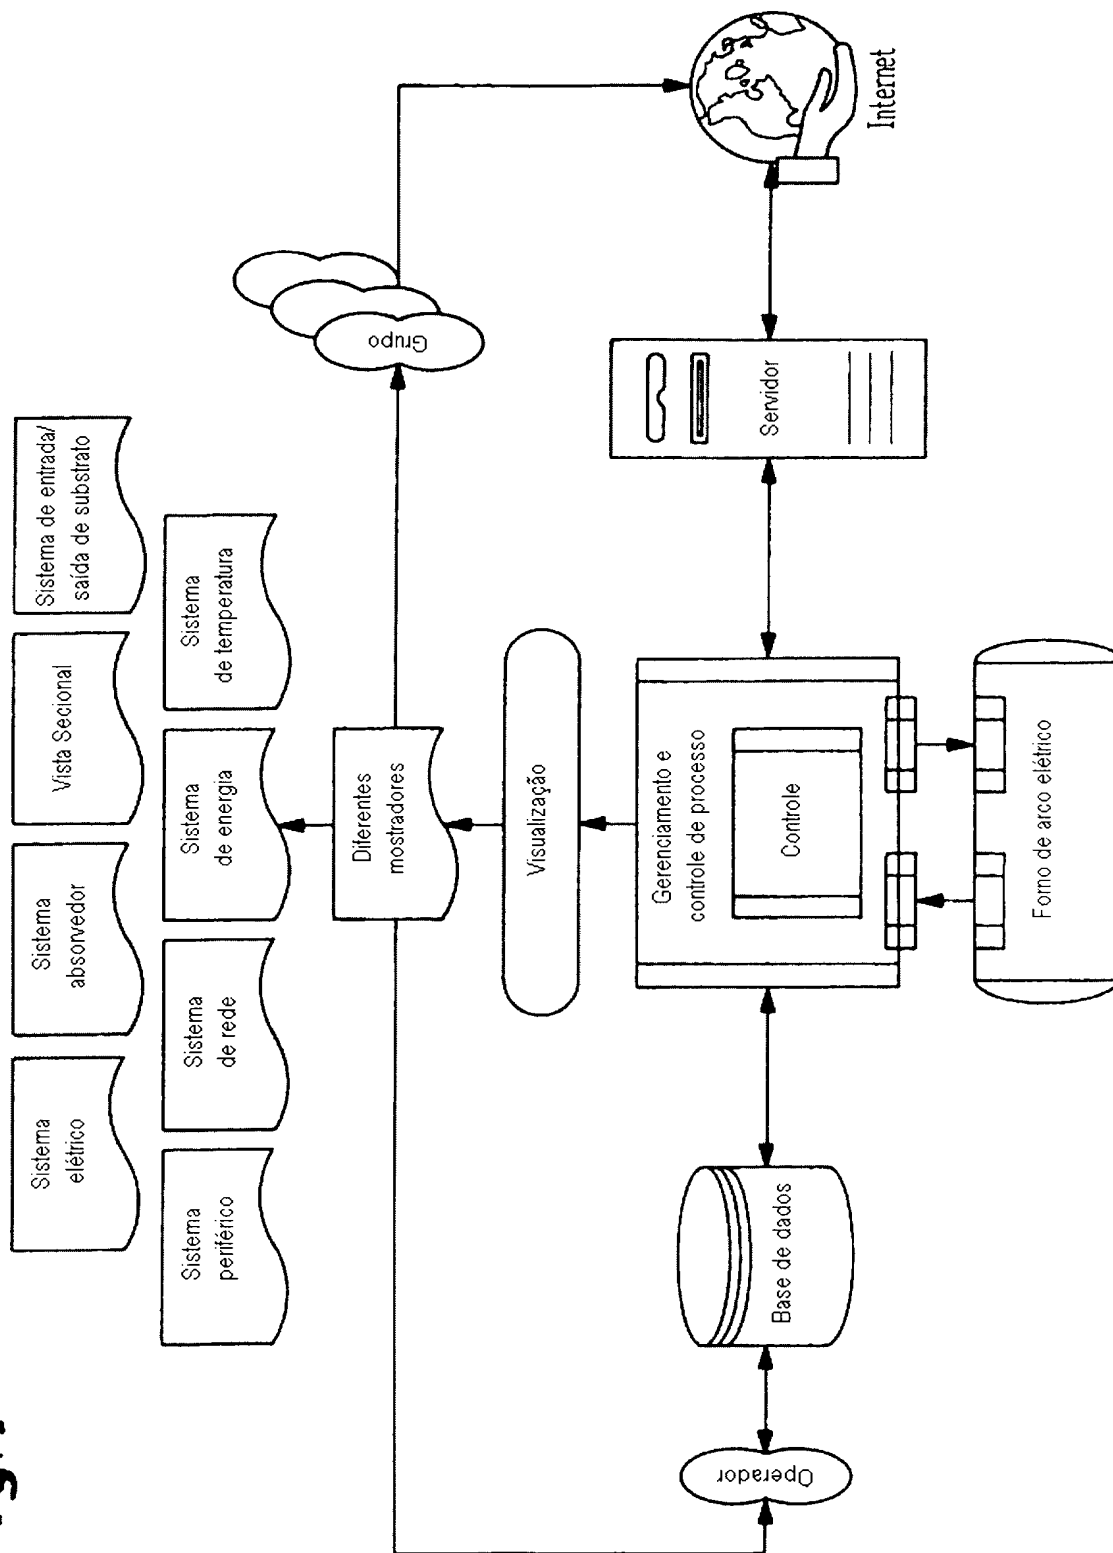 Sistema
elétrico
Sistema
absorvedor
Vista Secional
Sistema de entrada/
saída de substrato
Sistema
periférico
Sistema
de rede
Sistema
de energia
Sistema
de temperatura
Diferentes
mostradores
Grupo
Visualização
Operador
Base de dados
Gerenciamento e
controle de processo
Controle
Servidor
Internet
Forno de arco elétrico